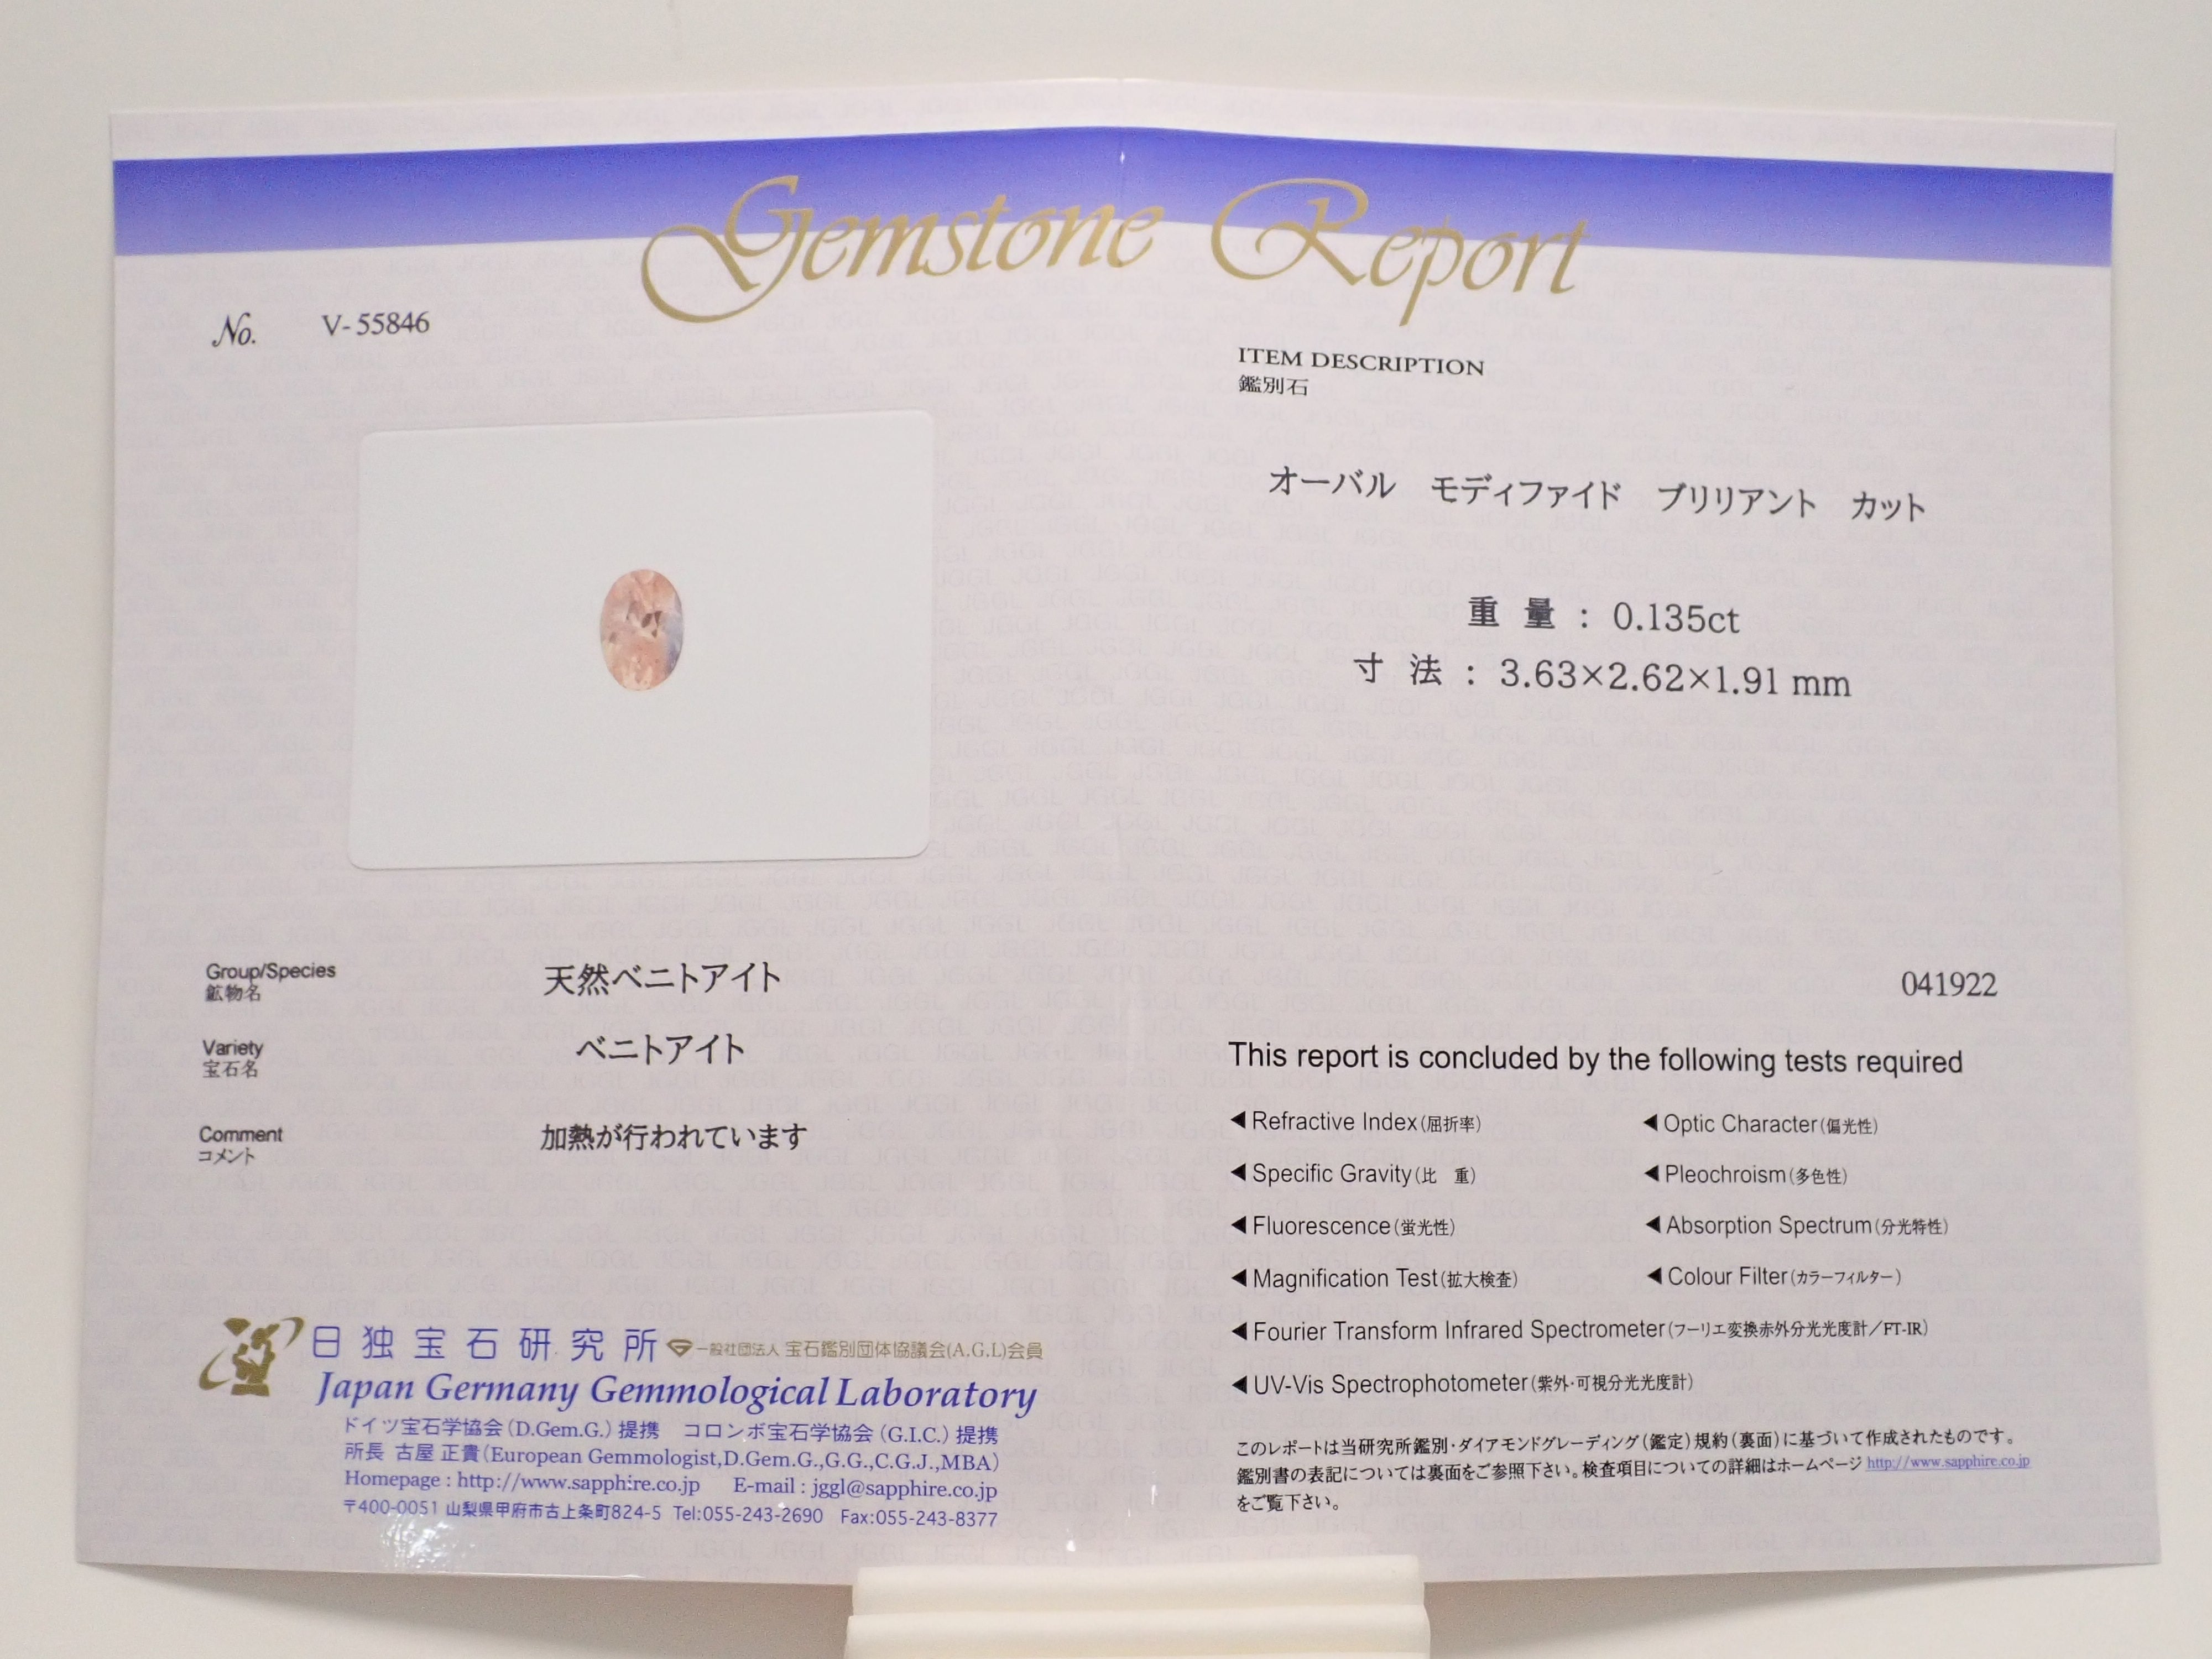 Gemstone Report
No. V-55846
ITEM DESCRIPTION
鑑別石
オーバル モディファイド ブリリアント カット
重 量 : 0.135ct
寸 法 : 3.63×2.62×1.91 mm
Group/Species
鉱物名
天然ベニトアイト
Variety
宝石名
ベニトアイト
Comment
コメント
加熱が行われています
日独宝石研究所 一般社団法人 宝石鑑別団体協議会(A.G.L)会員
Japan Germany Gemmological Laboratory
ドイツ宝石学協会(D.Gem.G.)提携 コロンボ宝石学協会(G.I.C.)提携
所長 古屋 正貴(European Gemmologist,D.Gem.G.,G.G.,C.G.J.,MBA)
Homepage : http://www.sapphire.co.jp E-mail : jggl@sapphire.co.jp
〒400-0051 山梨県甲府市古上条町824-5 Tel:055-243-2690 Fax:055-243-8377
041922
This report is concluded by the following tests required
◀Refractive Index(屈折率) ◀Optic Character(偏光性)
◀Specific Gravity(比 重) ◀Pleochroism(多色性)
◀Fluorescence(蛍光性) ◀Absorption Spectrum(分光特性)
◀Magnification Test(拡大検査) ◀Colour Filter(カラーフィルター)
◀Fourier Transform Infrared Spectrometer(フーリエ変換赤外分光光度計/FT-IR)
◀UV-Vis Spectrophotometer(紫外・可視分光光度計)
このレポートは当研究所鑑別・ダイアモンドグレーディング(鑑定)規約(裏面)に基づいて作成されたものです。
鑑別書の表記については裏面をご参照下さい。検査項目についての詳細はホームページ http://www.sapphire.co.jp
をご覧下さい。